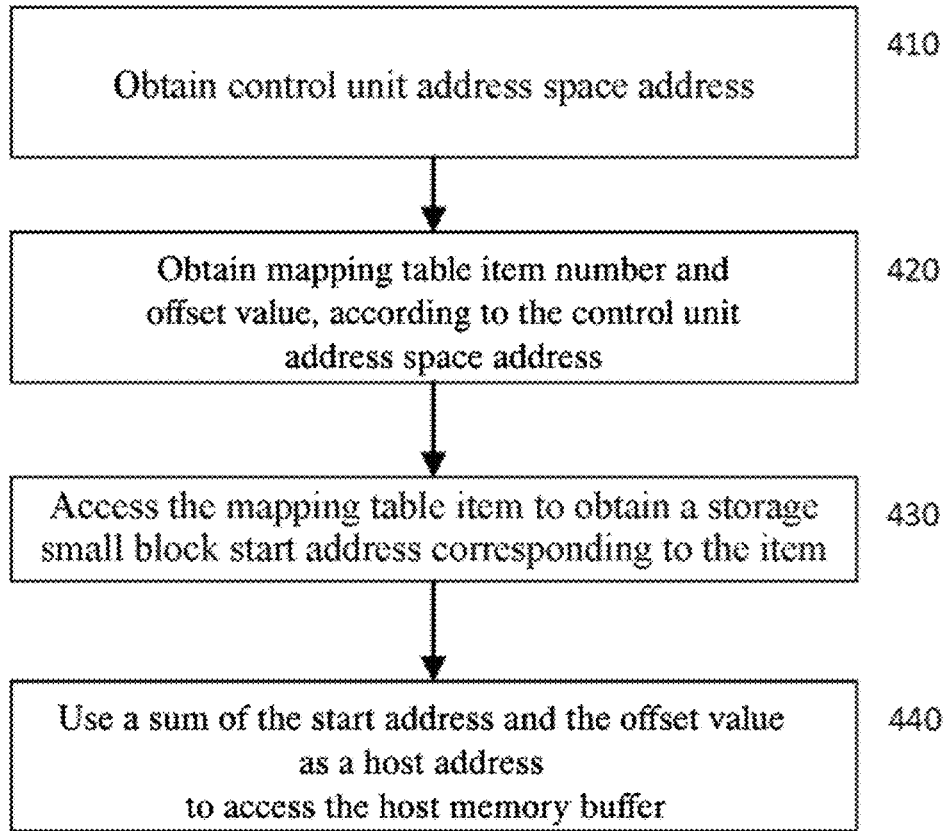 410
Obtain control unit address space address
420
Obtain mapping table item number and
offset value, according to the control unit
address space address
430
Access the mapping table item to obtain a storage
small block start address corresponding to the item
440
Use a sum of the start address and the offset value
as a host address
to access the host memory buffer